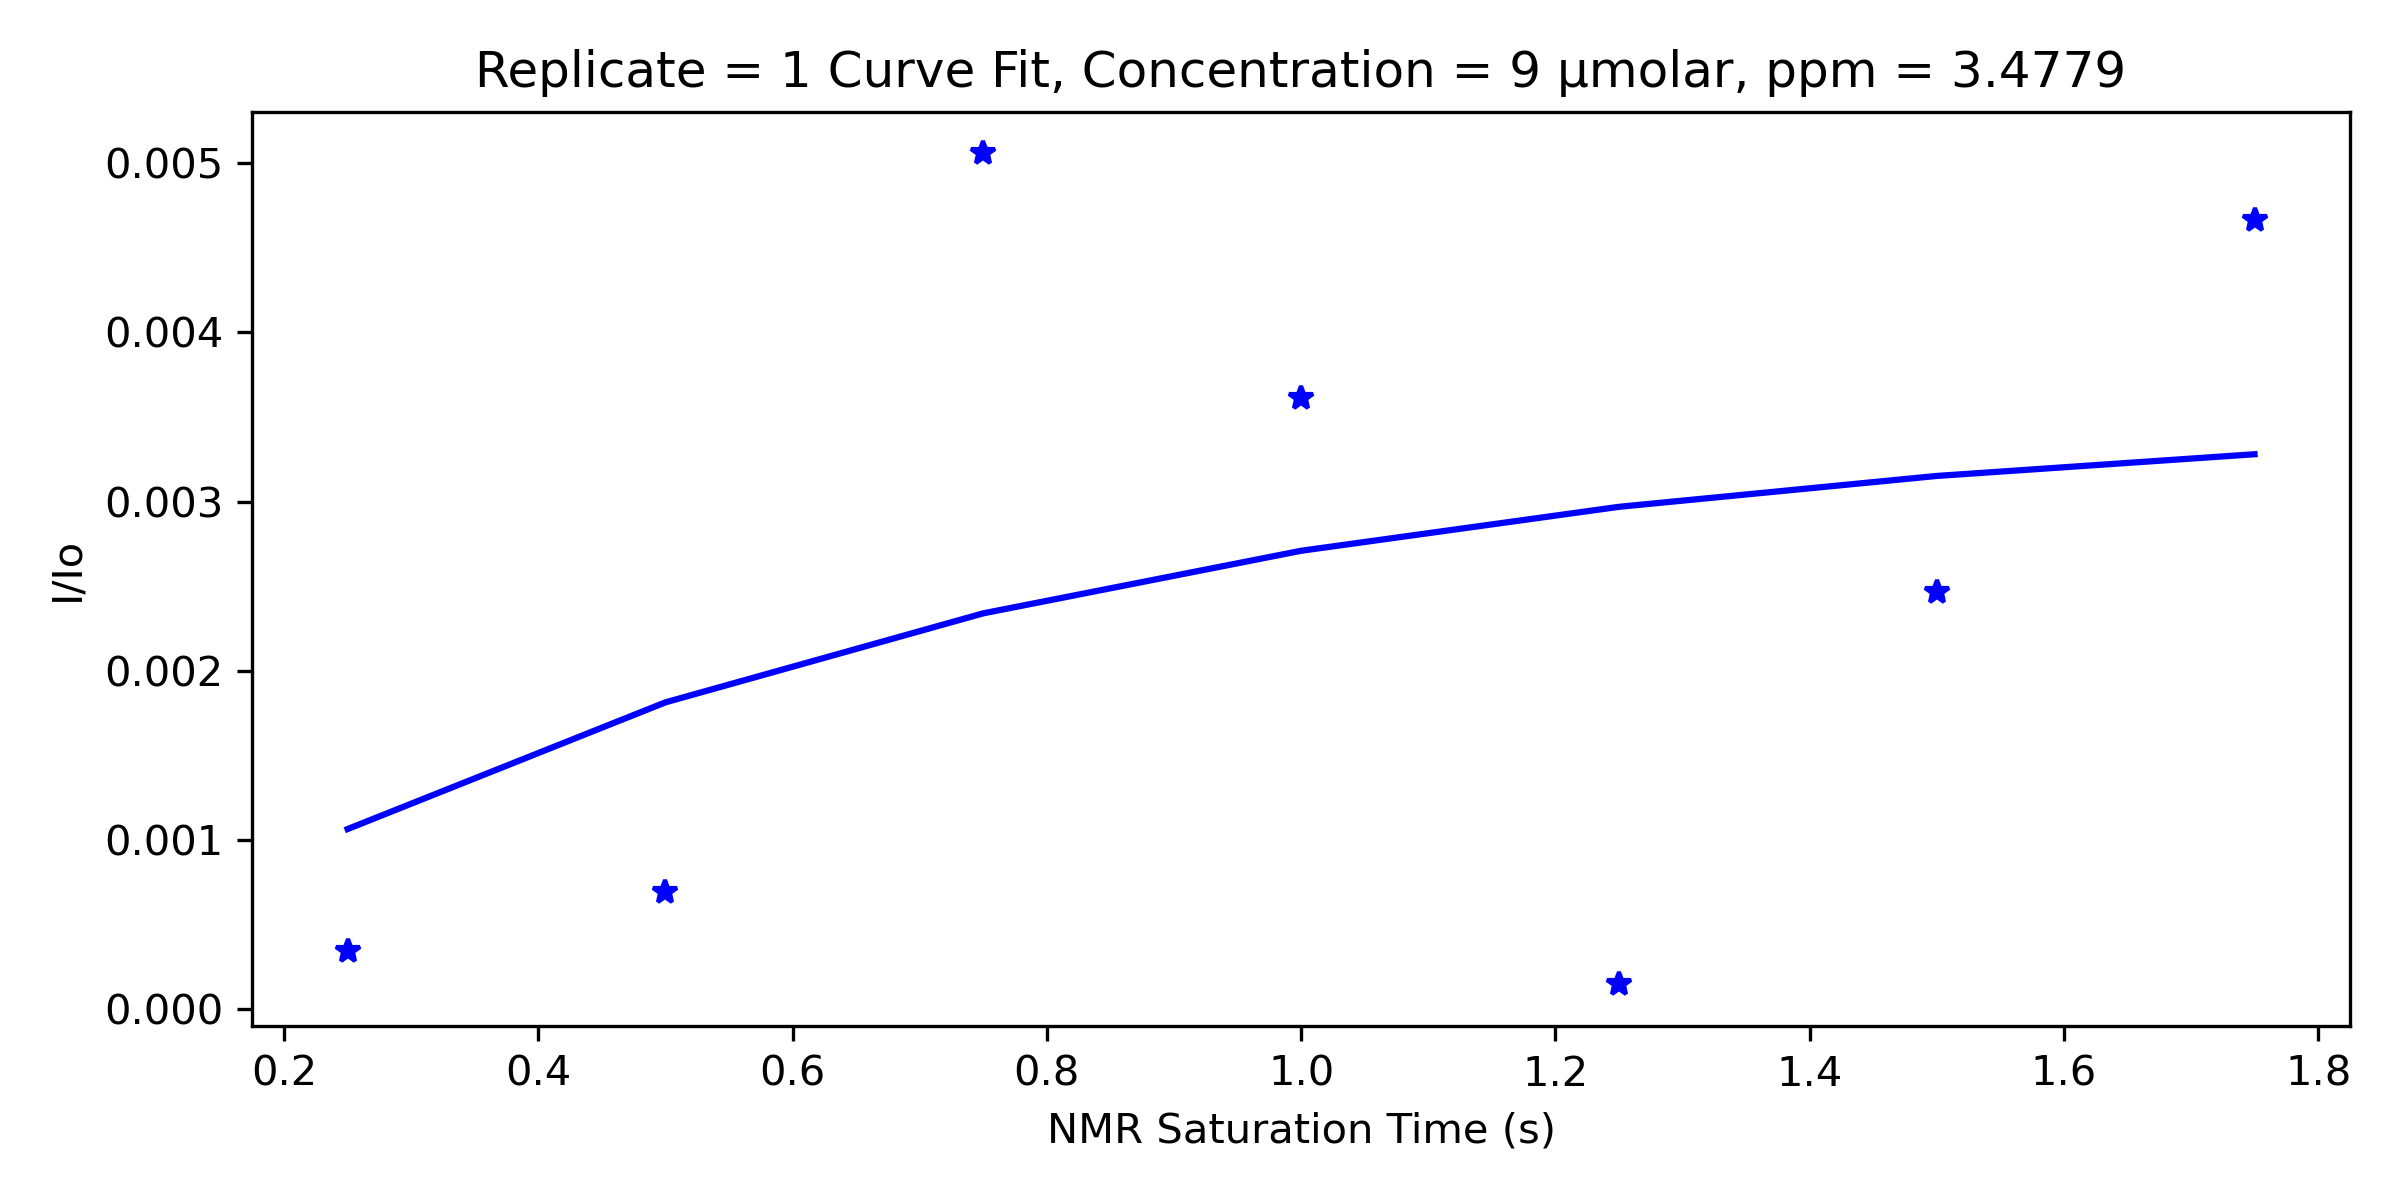 Replicate = 1 Curve Fit, Concentration = 9 µmolar, ppm = 3.4779
0.005
0.004
0.003
0.002
0.001
0.000
I/Io
0.2 0.4 0.6 0.8 1.0 1.2 1.4 1.6 1.8
NMR Saturation Time (s)